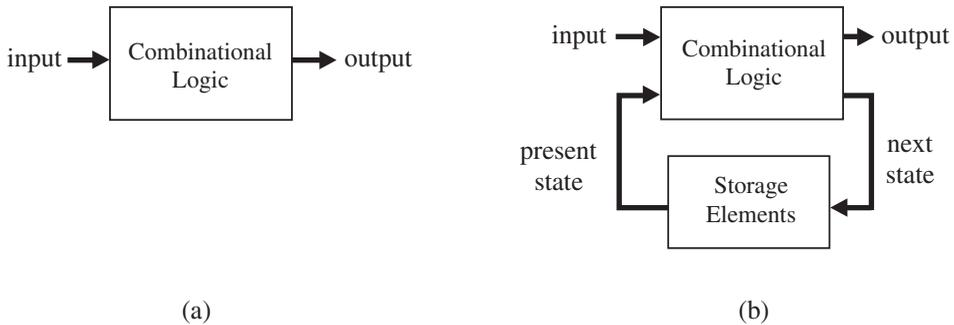 input
Combinational
Logic
output
(a)
input
Combinational
Logic
output
present
state
next
state
Storage
Elements
(b)